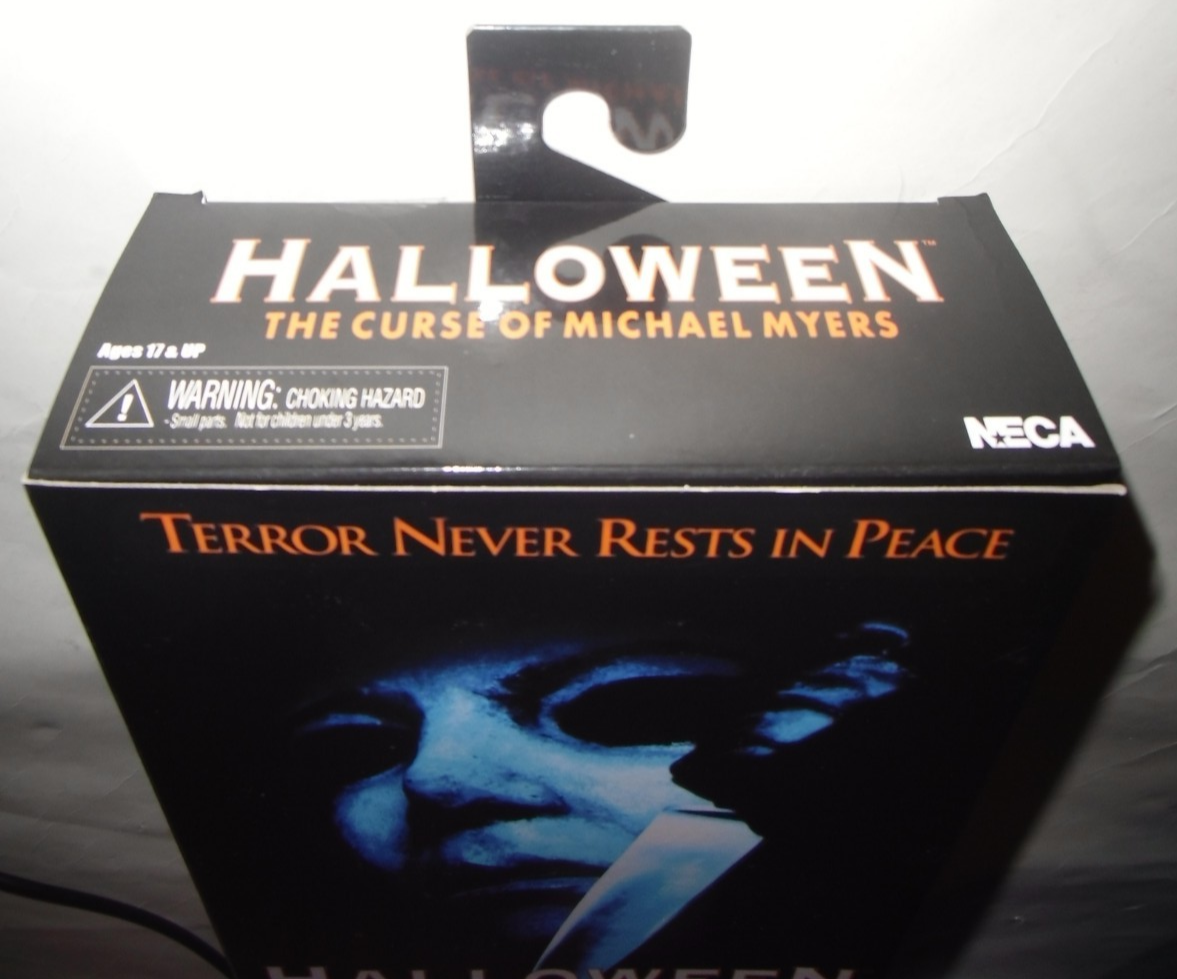 HALLOWEEN™
THE CURSE OF MICHAEL MYERS
Ages 17 & UP
WARNING: CHOKING HAZARD
-Small parts. Not for children under 3 years.
NECA
TERROR NEVER RESTS IN PEACE
HALLOWEEN